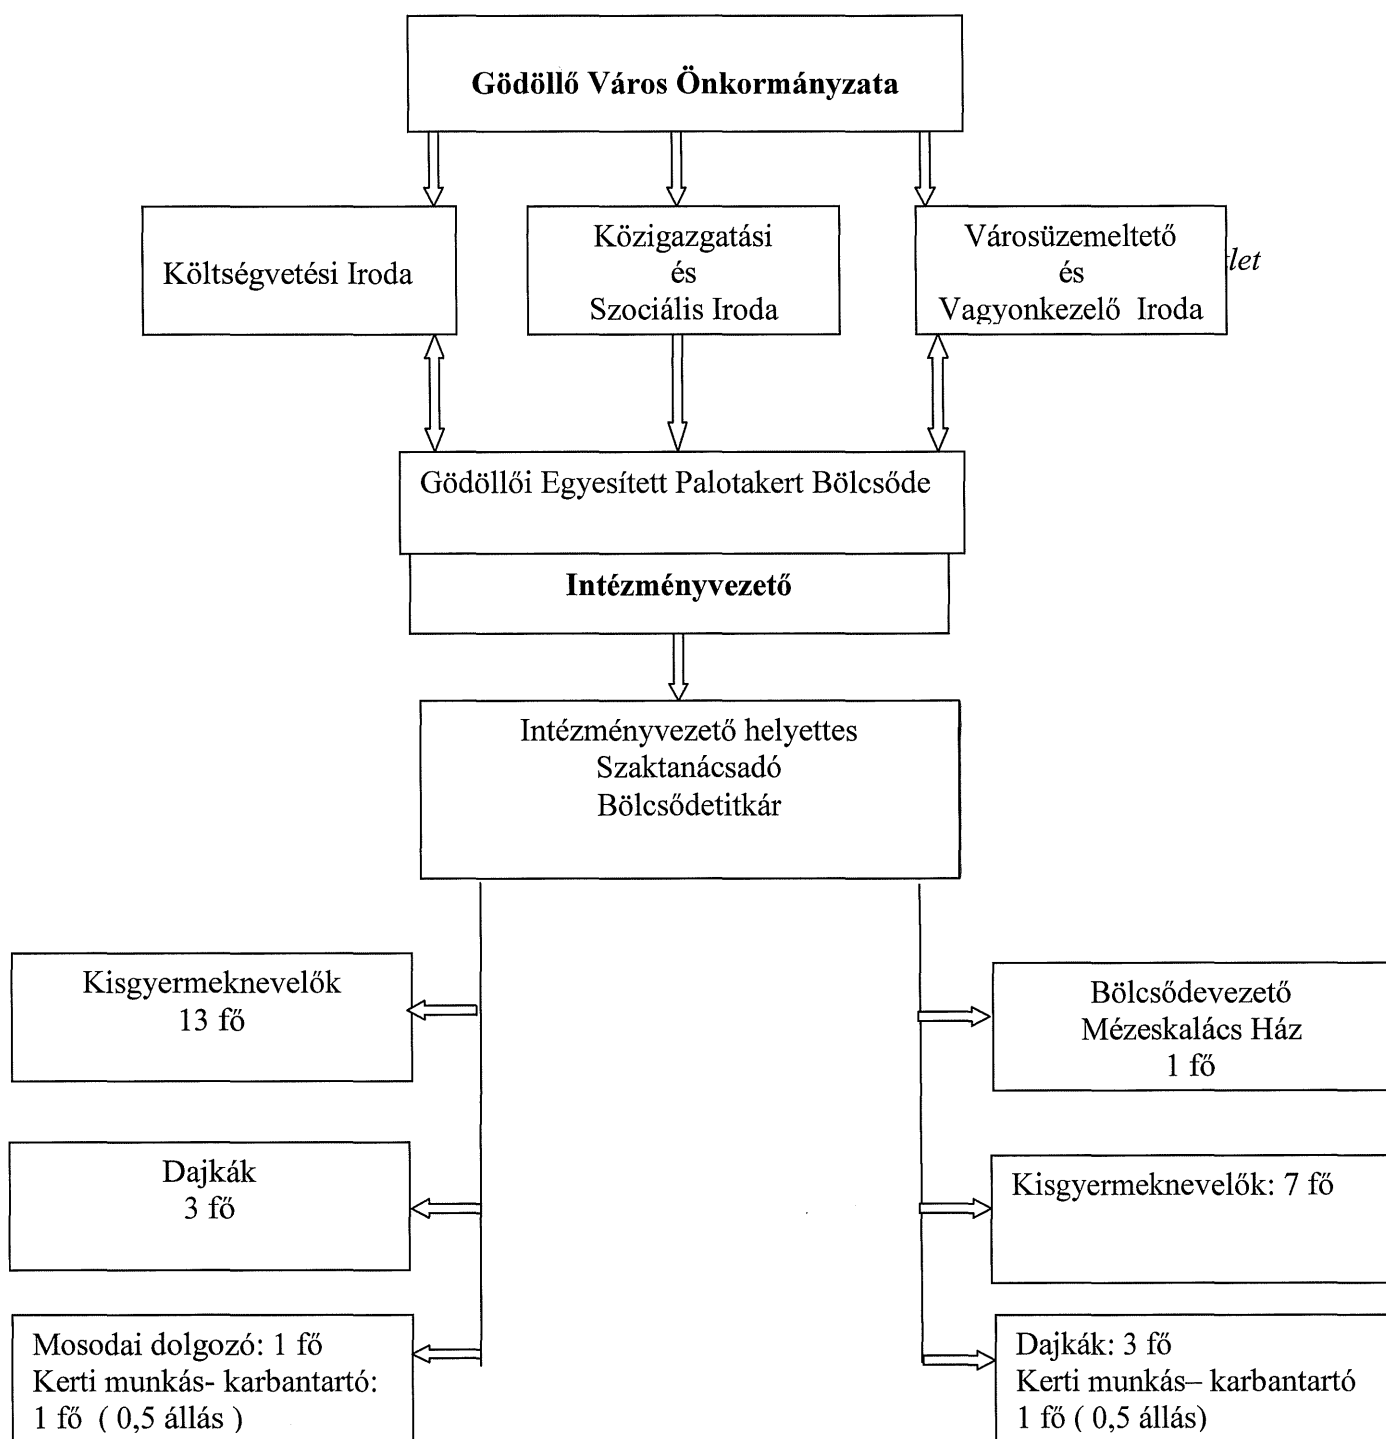 Gödöllő Város Önkormányzata
Költségvetési Iroda
Közigazgatási
és
Szociális Iroda
Városüzemeltető
és
Vagyonkezelő Iroda
Gödöllői Egyesített Palotakert Bölcsőde
Intézményvezető
Intézményvezető helyettes
Szaktanácsadó
Bölcsődetitkár
Kisgyermeknevelők
13 fő
Dajkák
3 fő
Mosodai dolgozó: 1 fő
Kerti munkás- karbantartó:
1 fő ( 0,5 állás )
Bölcsődevezető
Mézeskalács Ház
1 fő
Kisgyermeknevelők: 7 fő
Dajkák: 3 fő
Kerti munkás– karbantartó
1 fő ( 0,5 állás)